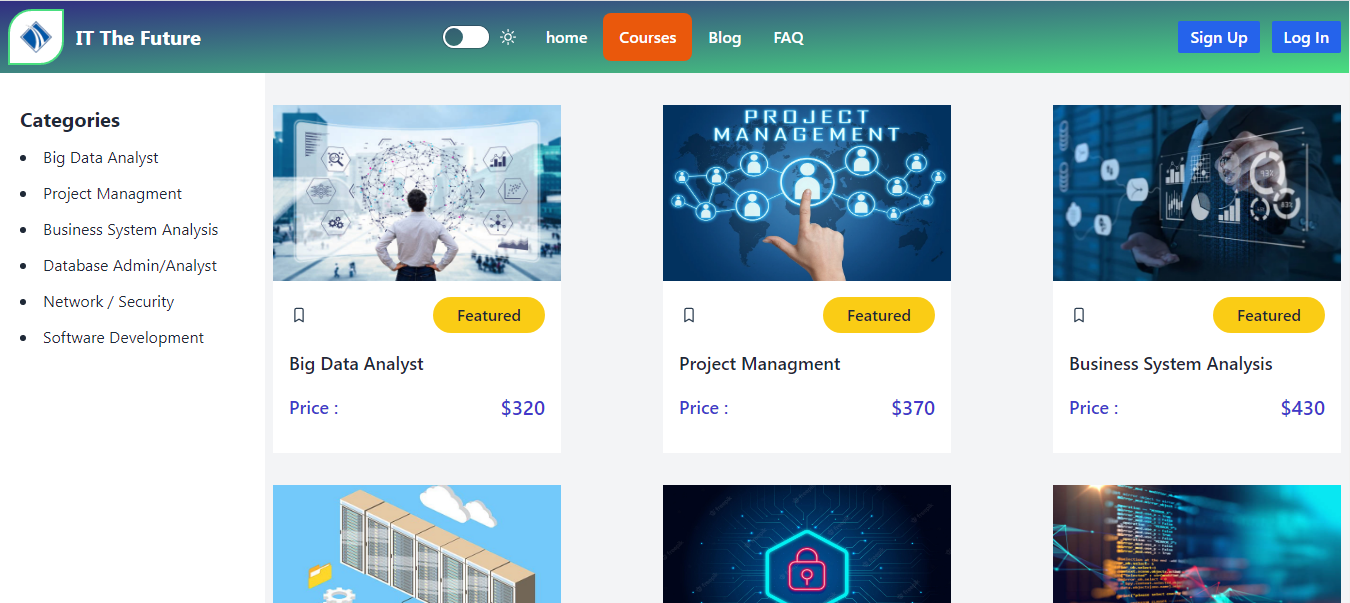 IT The Future
home
Courses
Blog
FAQ
Sign Up
Log In
Categories
Big Data Analyst
Project Managment
Business System Analysis
Database Admin/Analyst
Network / Security
Software Development
PROJECT
MANAGEMENT
Featured
Featured
Featured
Big Data Analyst
Project Managment
Business System Analysis
Price :
$320
Price :
$370
Price :
$430